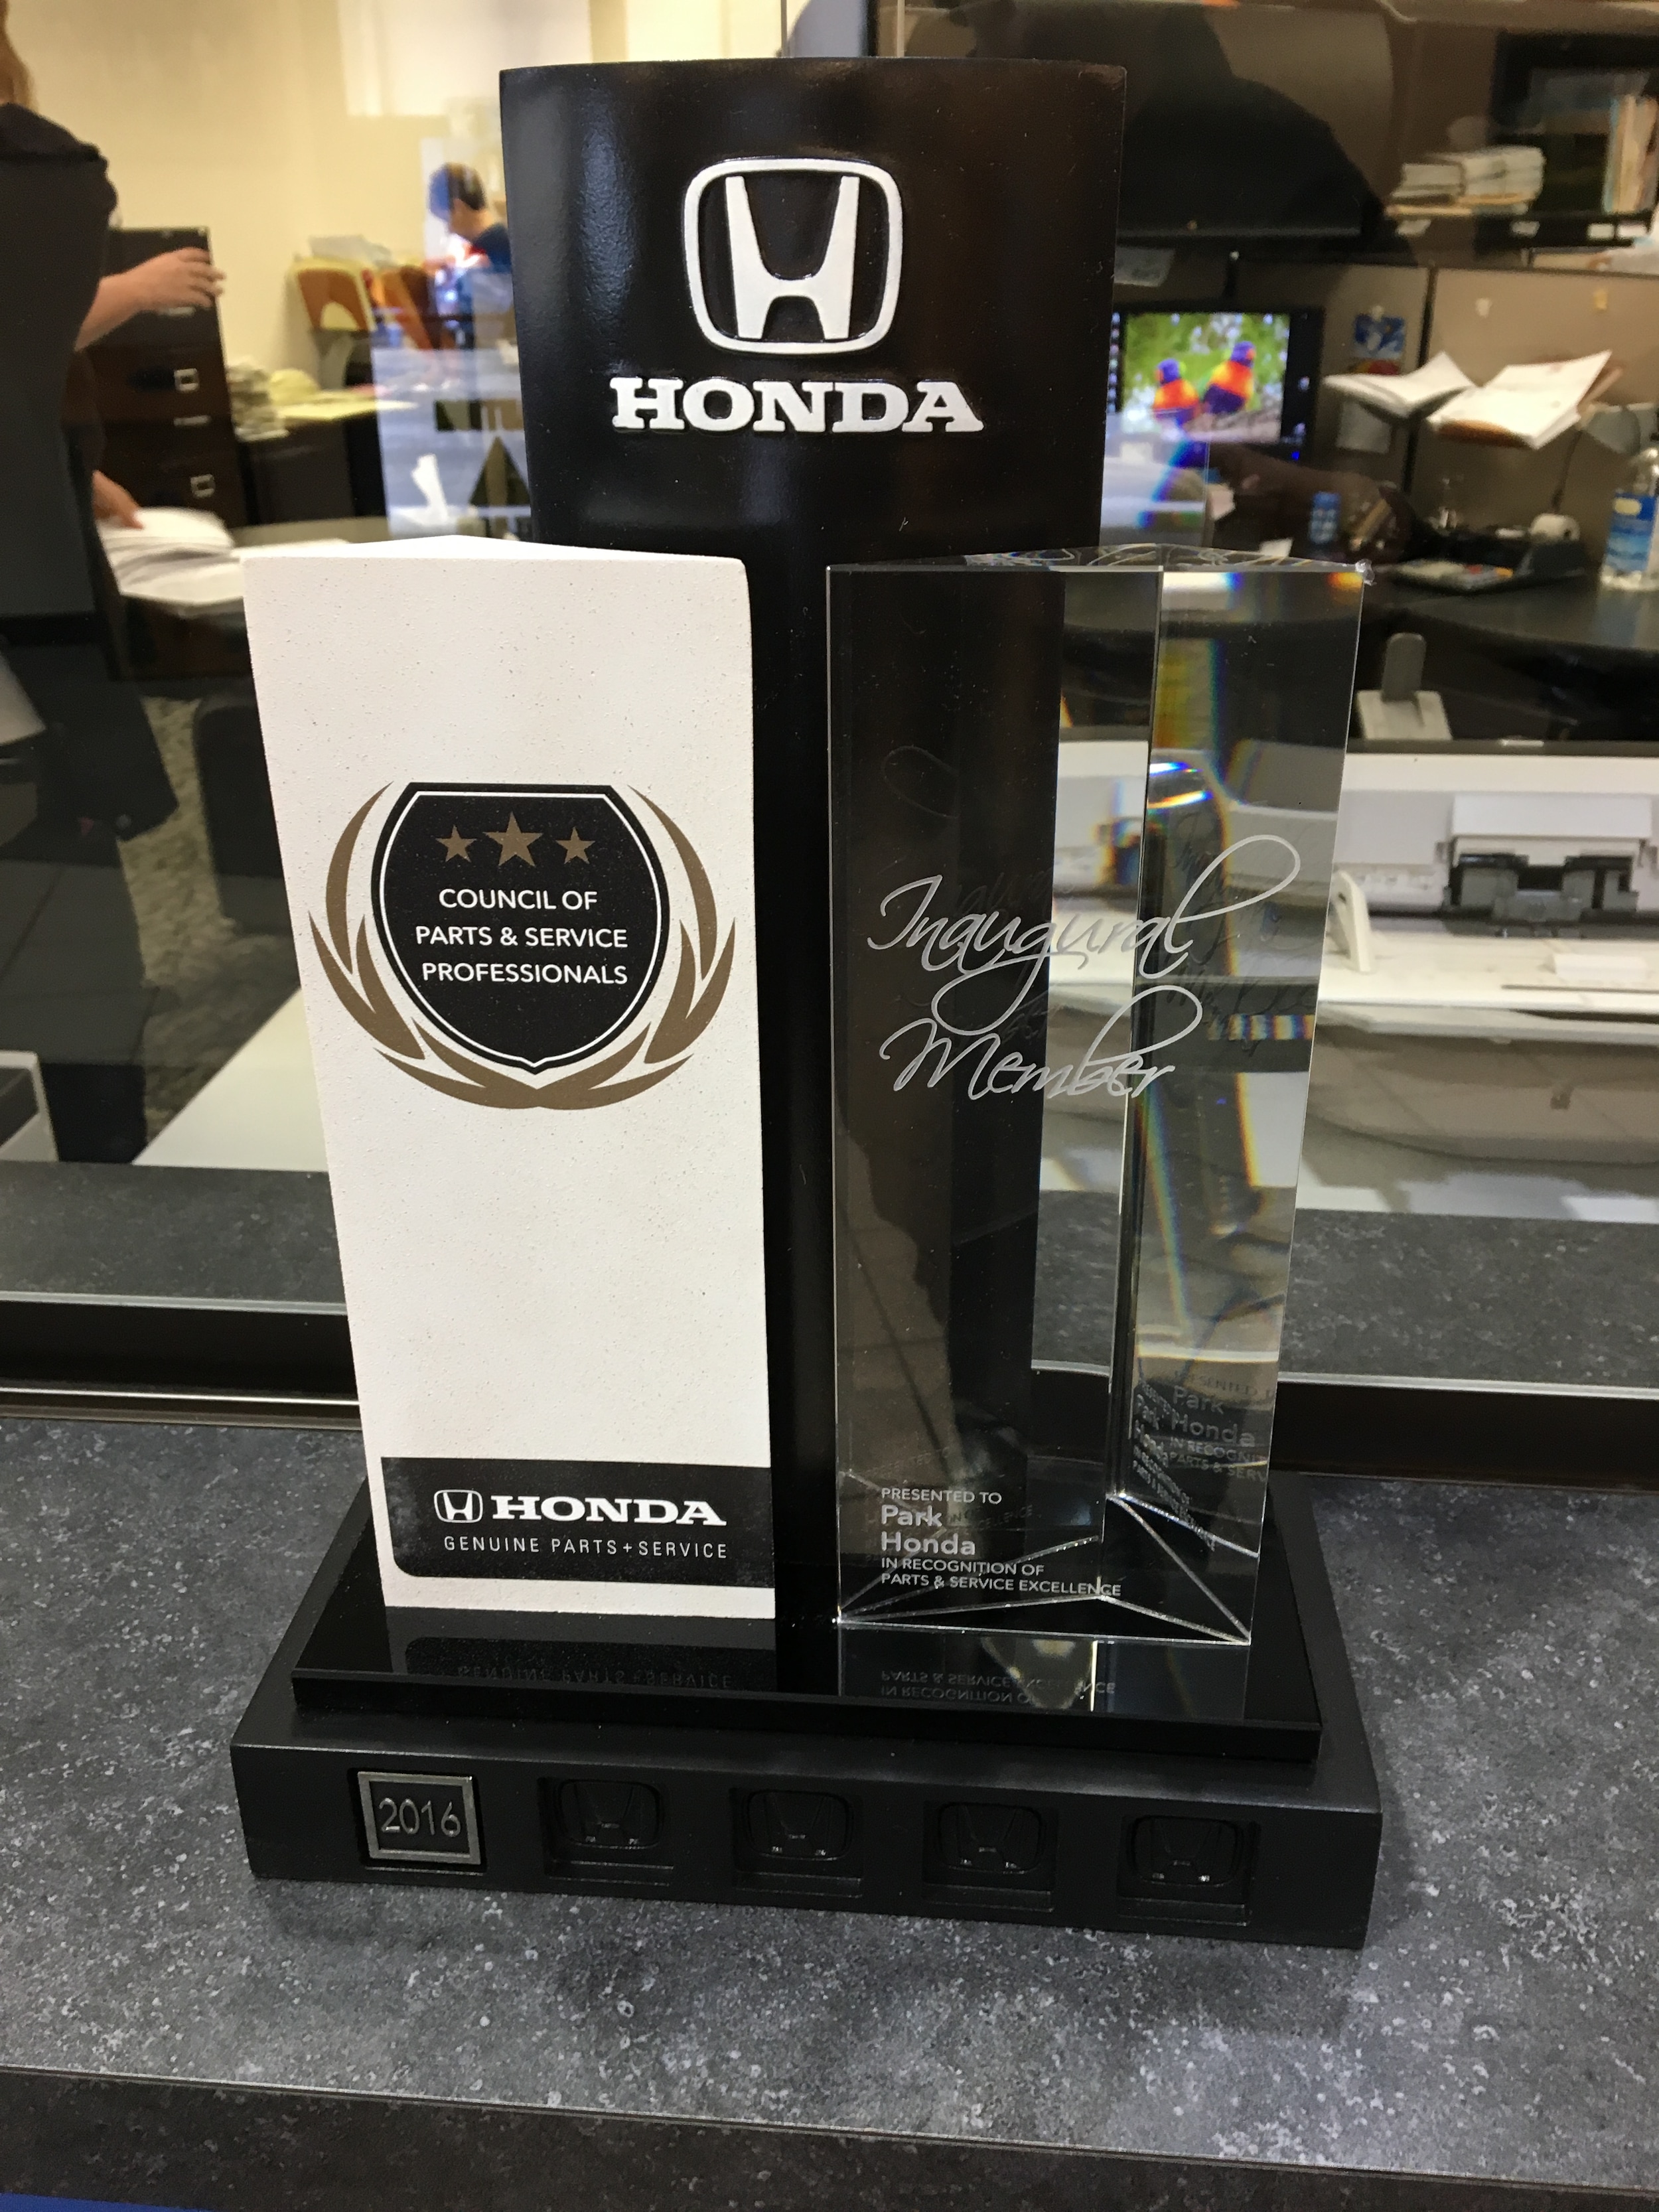 HONDA
COUNCIL OF
PARTS & SERVICE
PROFESSIONALS
HONDA
GENUINE PARTS+SERVICE
Inaugural
Member
PRESENTED TO
Park
Honda
IN RECOGNITION OF
PARTS & SERVICE EXCELLENCE
2016